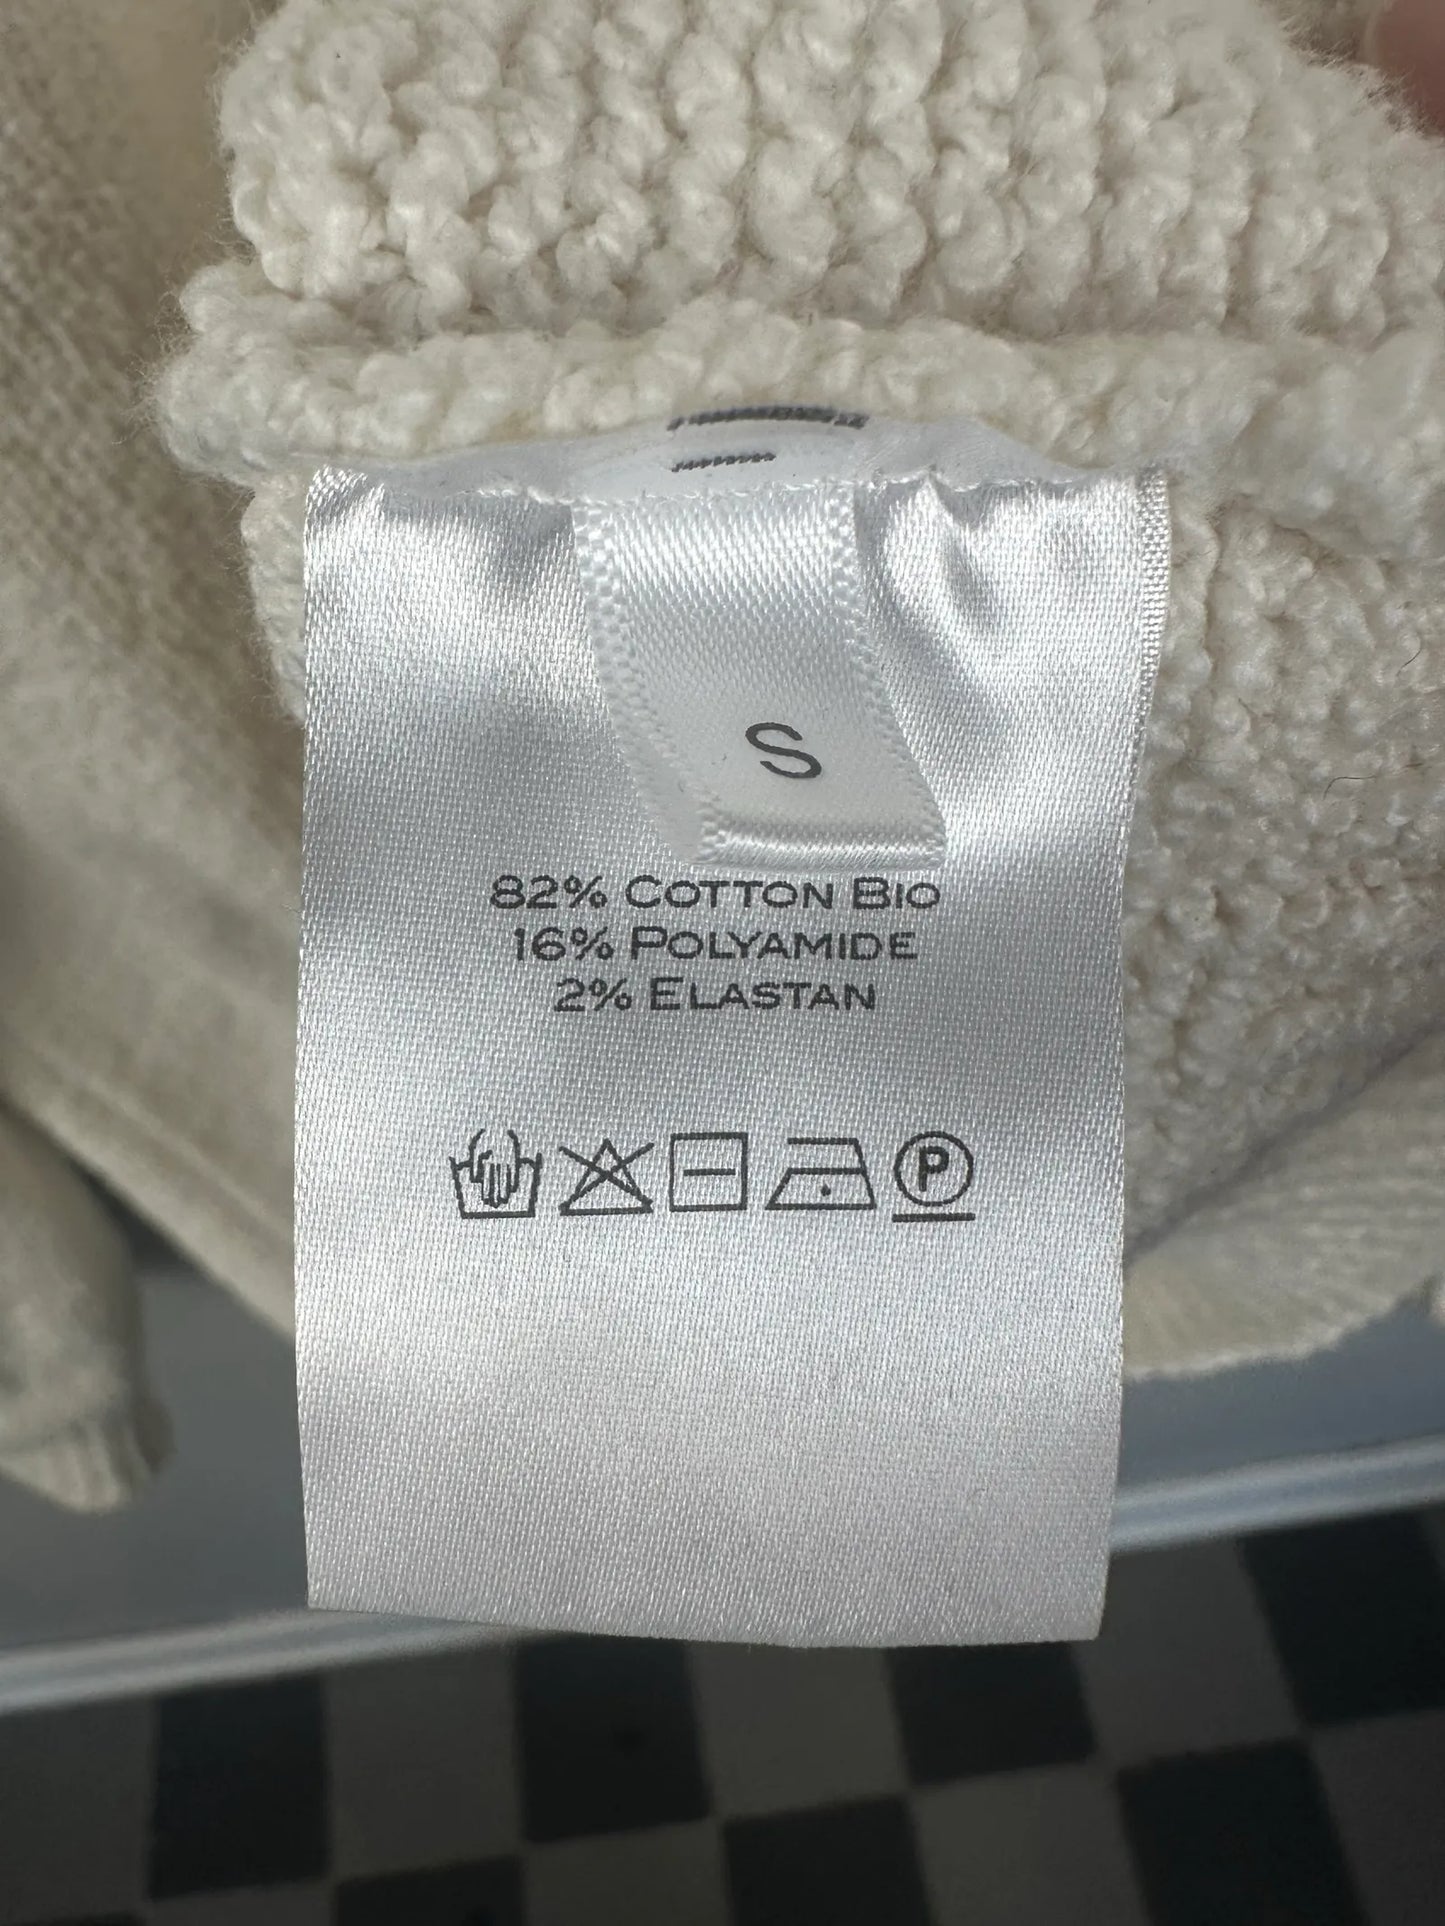 S
82% COTTON BIO
16% POLYAMIDE
2% ELASTAN
P